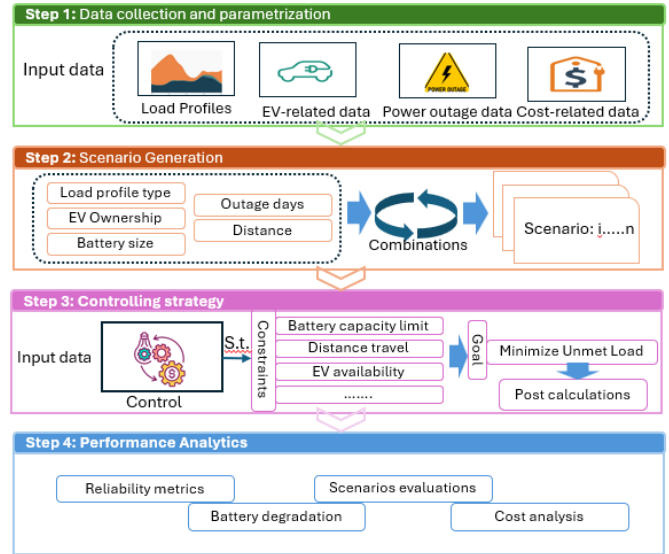 Step 1: Data collection and parametrization
Input data
POWER OUTAGE
Load Profiles
EV-related data
Power outage data
Cost-related data
Step 2: Scenario Generation
Load profile type
EV Ownership
Battery size
Outage days
Distance
Combinations
Scenario: i.....n
Step 3: Controlling strategy
Input data
Control
S.t.
Constraints
Battery capacity limit
Distance travel
EV availability
.......
Goal
Minimize Unmet Load
Post calculations
Step 4: Performance Analytics
Reliability metrics
Scenarios evaluations
Battery degradation
Cost analysis